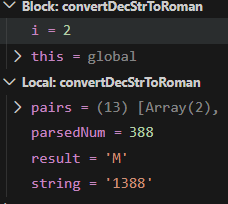 Block: convertDecStrToRoman
i = 2
this = global
Local: convertDecStrToRoman
pairs = (13) [Array(2),
parsedNum = 388
result = 'M'
string = '1388'